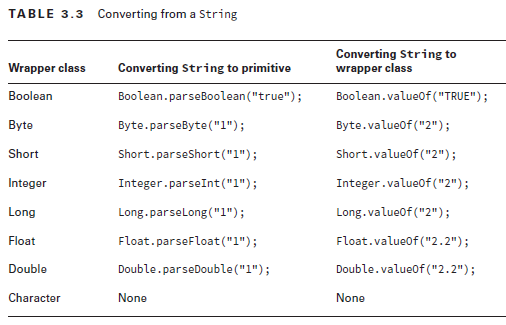 TABLE 3.3 Converting from a String
Converting String to
Wrapper class Converting String to primitive wrapper class
Boolean Boolean.parseBoolean("true"); Boolean.valueOf("TRUE");
Byte Byte.parseByte("1"); Byte.valueOf("2");
Short Short.parseShort("1"); Short.valueOf("2");
Integer Integer.parseInt("1"); Integer.valueOf("2");
Long Long.parseLong("1"); Long.valueOf("2");
Float Float.parseFloat("1"); Float.valueOf("2.2");
Double Double.parseDouble("1"); Double.valueOf("2.2");
Character None None